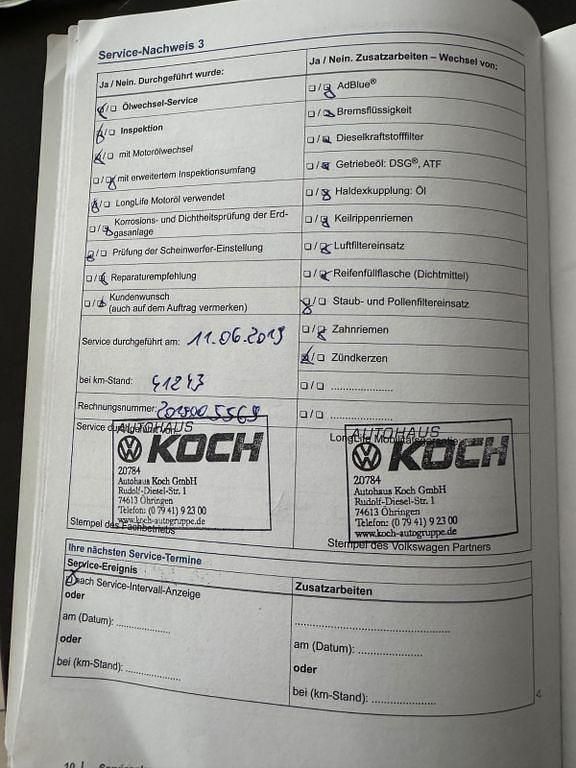 Service-Nachweis 3
Ja / Nein. Durchgeführt wurde:
Ölwechsel-Service
Inspektion
mit Motorölwechsel
mit erweitertem Inspektionsumfang
LongLife Motoröl verwendet
Korrosions- und Dichtheitsprüfung der Erd-
gasanlage
Prüfung der Scheinwerfer-Einstellung
Reparaturempfehlung
Kundenwunsch
(auch auf dem Auftrag vermerken)
Service durchgeführt am: 11.06.2019
bei km-Stand: 41243
Rechnungsnummer:
Service
AUTOHAUS
KOCH
20784
Autohaus Koch GmbH
Rudolf-Diesel-Str. 1
74613 Öhringen
Telefon: (0 79 41) 9 23 00
www.koch-autogruppe.de
Stempel des Fachbetriebs
Ja / Nein. Zusatzarbeiten – Wechsel von:
AdBlue®
Bremsflüssigkeit
Dieselkraftstofffilter
Getriebeöl: DSG®, ATF
Haldexkupplung: Öl
Keilrippenriemen
Luftfiltereinsatz
Reifenfüllflasche (Dichtmittel)
Staub- und Pollenfiltereinsatz
Zahnriemen
Zündkerzen
....................
....................
LongLife Mobilitätsgarantie
AUTOHAUS
KOCH
20784
Autohaus Koch GmbH
Rudolf-Diesel-Str. 1
74613 Öhringen
Telefon: (0 79 41) 9 23 00
www.koch-autogruppe.de
Stempel des Volkswagen Partners
Ihre nächsten Service-Termine
Service-Ereignis
nach Service-Intervall-Anzeige
oder
am (Datum): ..................
oder
bei (km-Stand): ..................
Zusatzarbeiten
..................................................
am (Datum): .....................
oder
bei (km-Stand): .....................
4
10